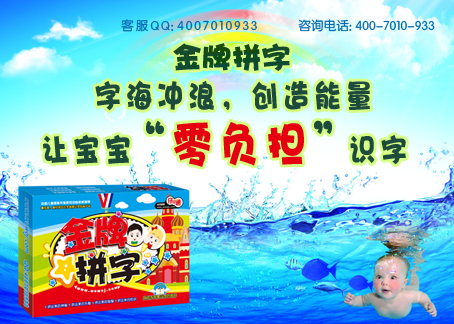 客服QQ: 4007010933
咨询电话: 400-7010-933
金牌拼字
字海冲浪，创造能量
让宝宝“零负担”识字
金牌
拼字